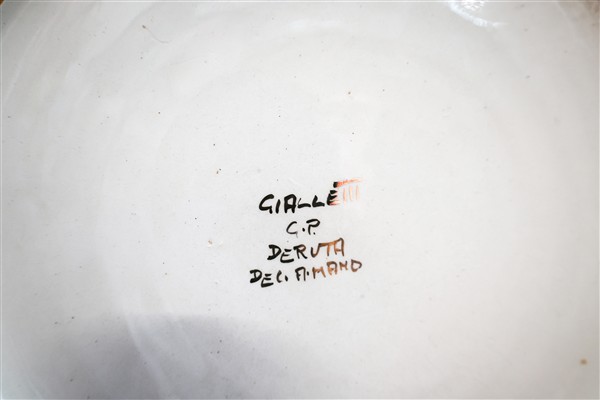 GIALLETTI
G.P.
DERUTA
DEC. A. MANO